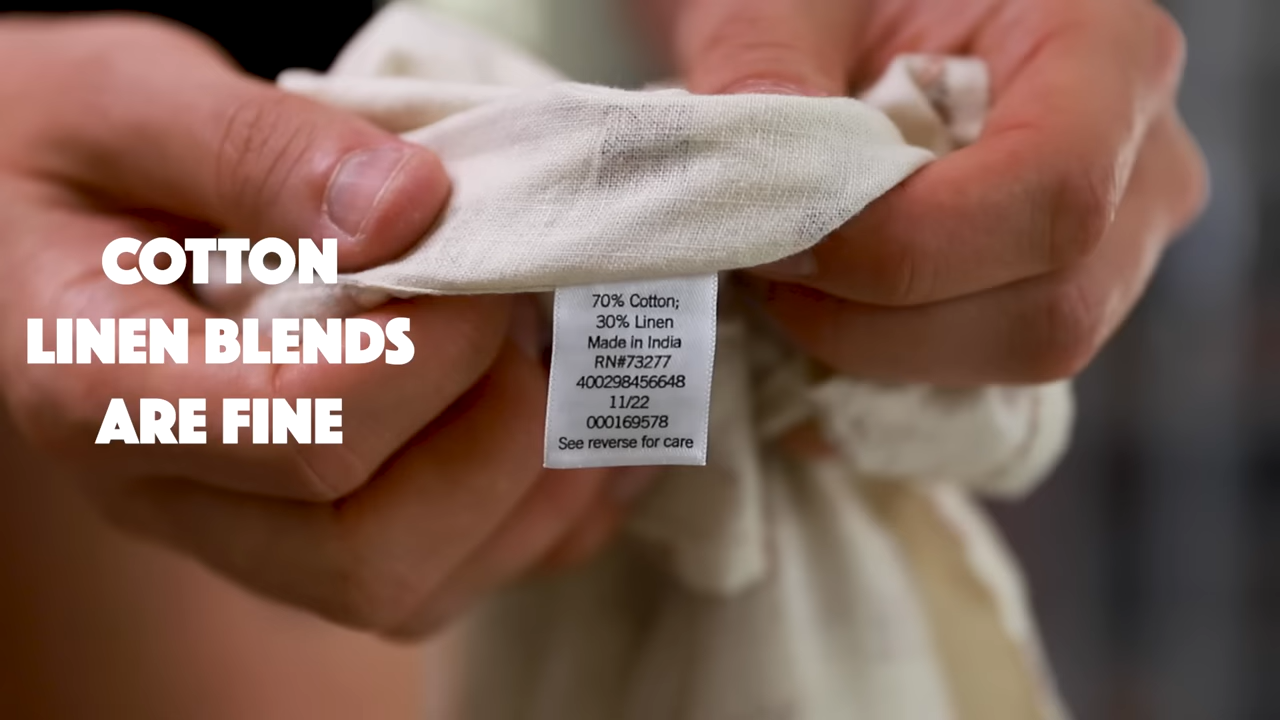 COTTON
LINEN BLENDS
ARE FINE
70% Cotton;
30% Linen
Made in India
RN#73277
400298456648
11/22
000169578
See reverse for care